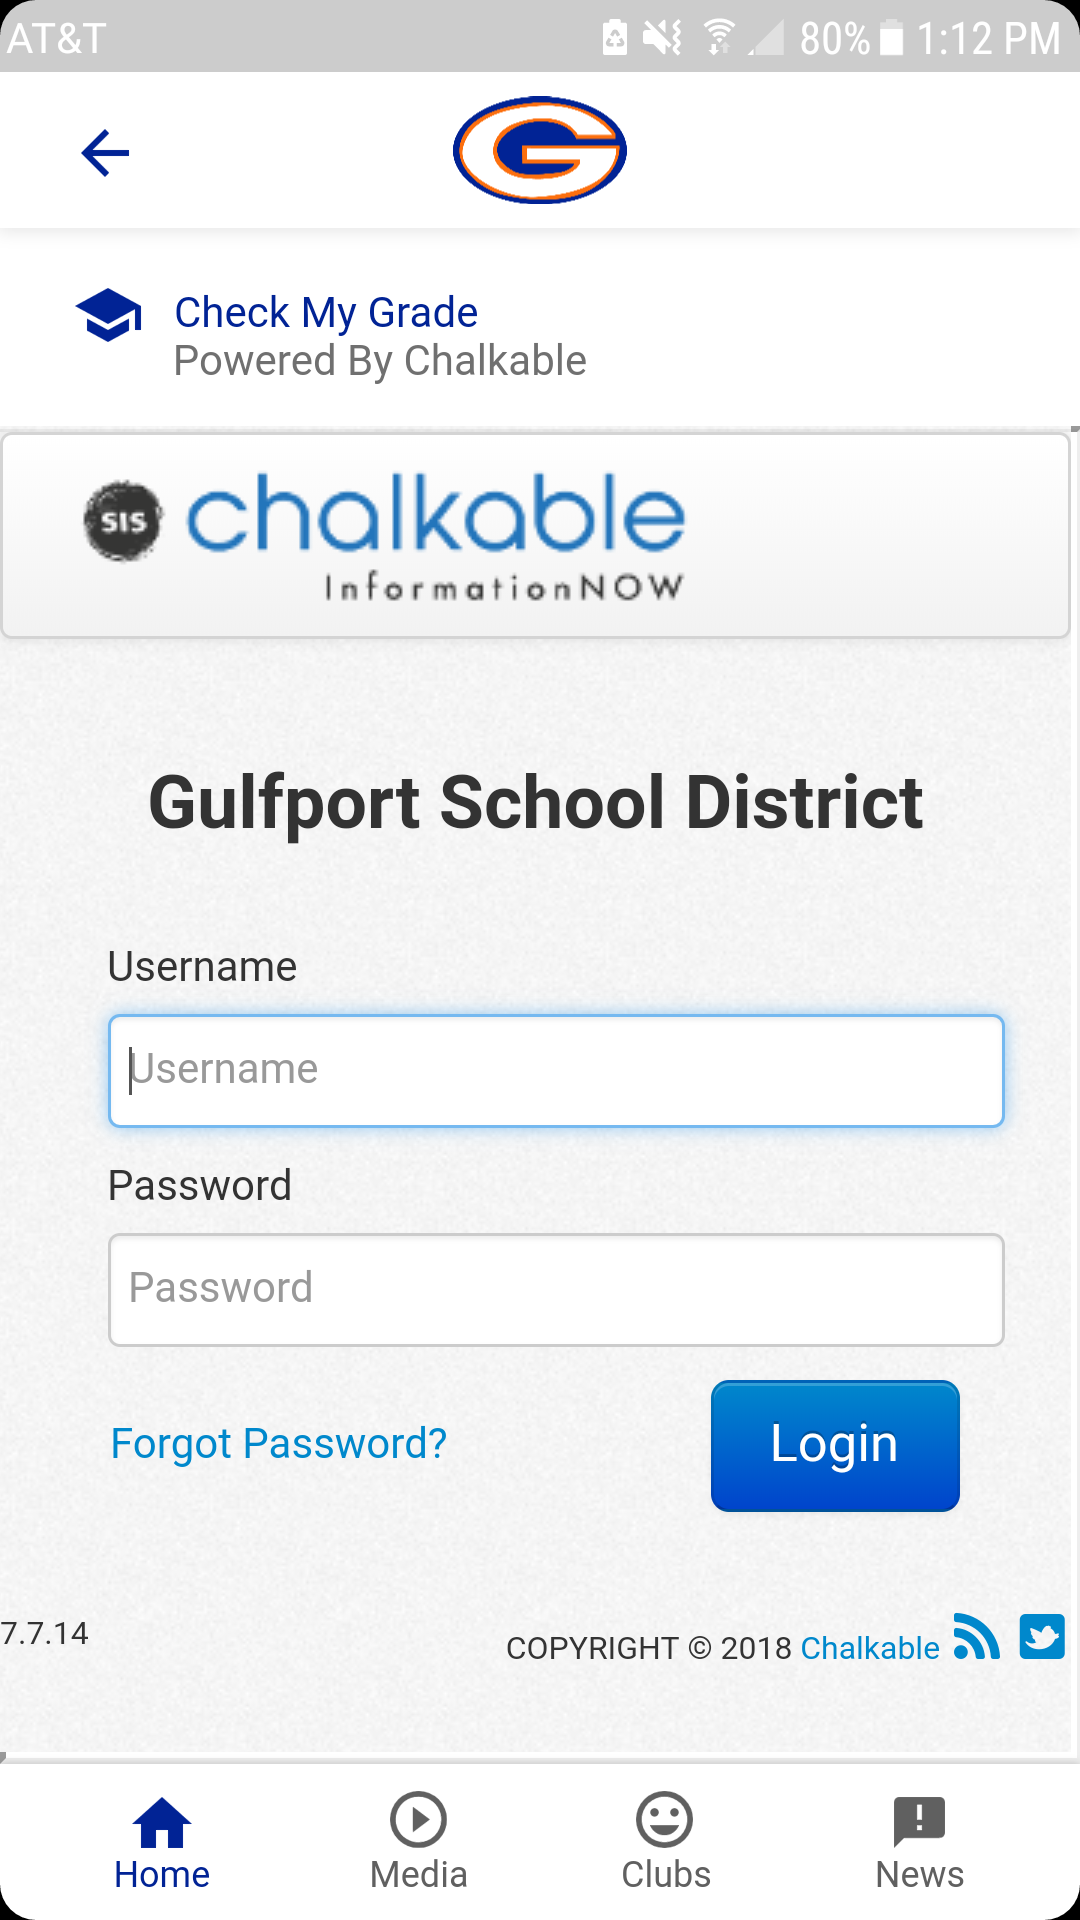 AT&T 80% 1:12 PM
G
Check My Grade
Powered By Chalkable
SIS chalkable
InformationNOW
Gulfport School District
Username
Username
Password
Password
Forgot Password? Login
7.7.14 COPYRIGHT © 2018 Chalkable
Home Media Clubs News